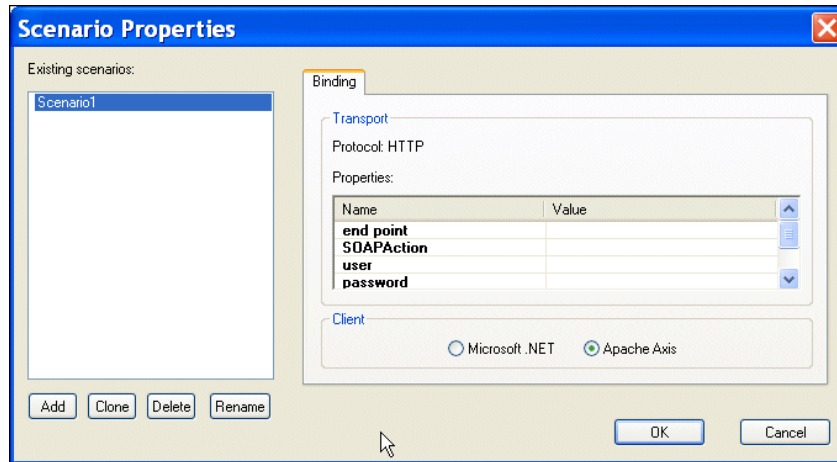 Scenario Properties
Existing scenarios:
Scenario1
Add Clone Delete Rename
Binding
Transport
Protocol: HTTP
Properties:
Name Value
end point
SOAPAction
user
password
Client
Microsoft .NET Apache Axis
OK Cancel